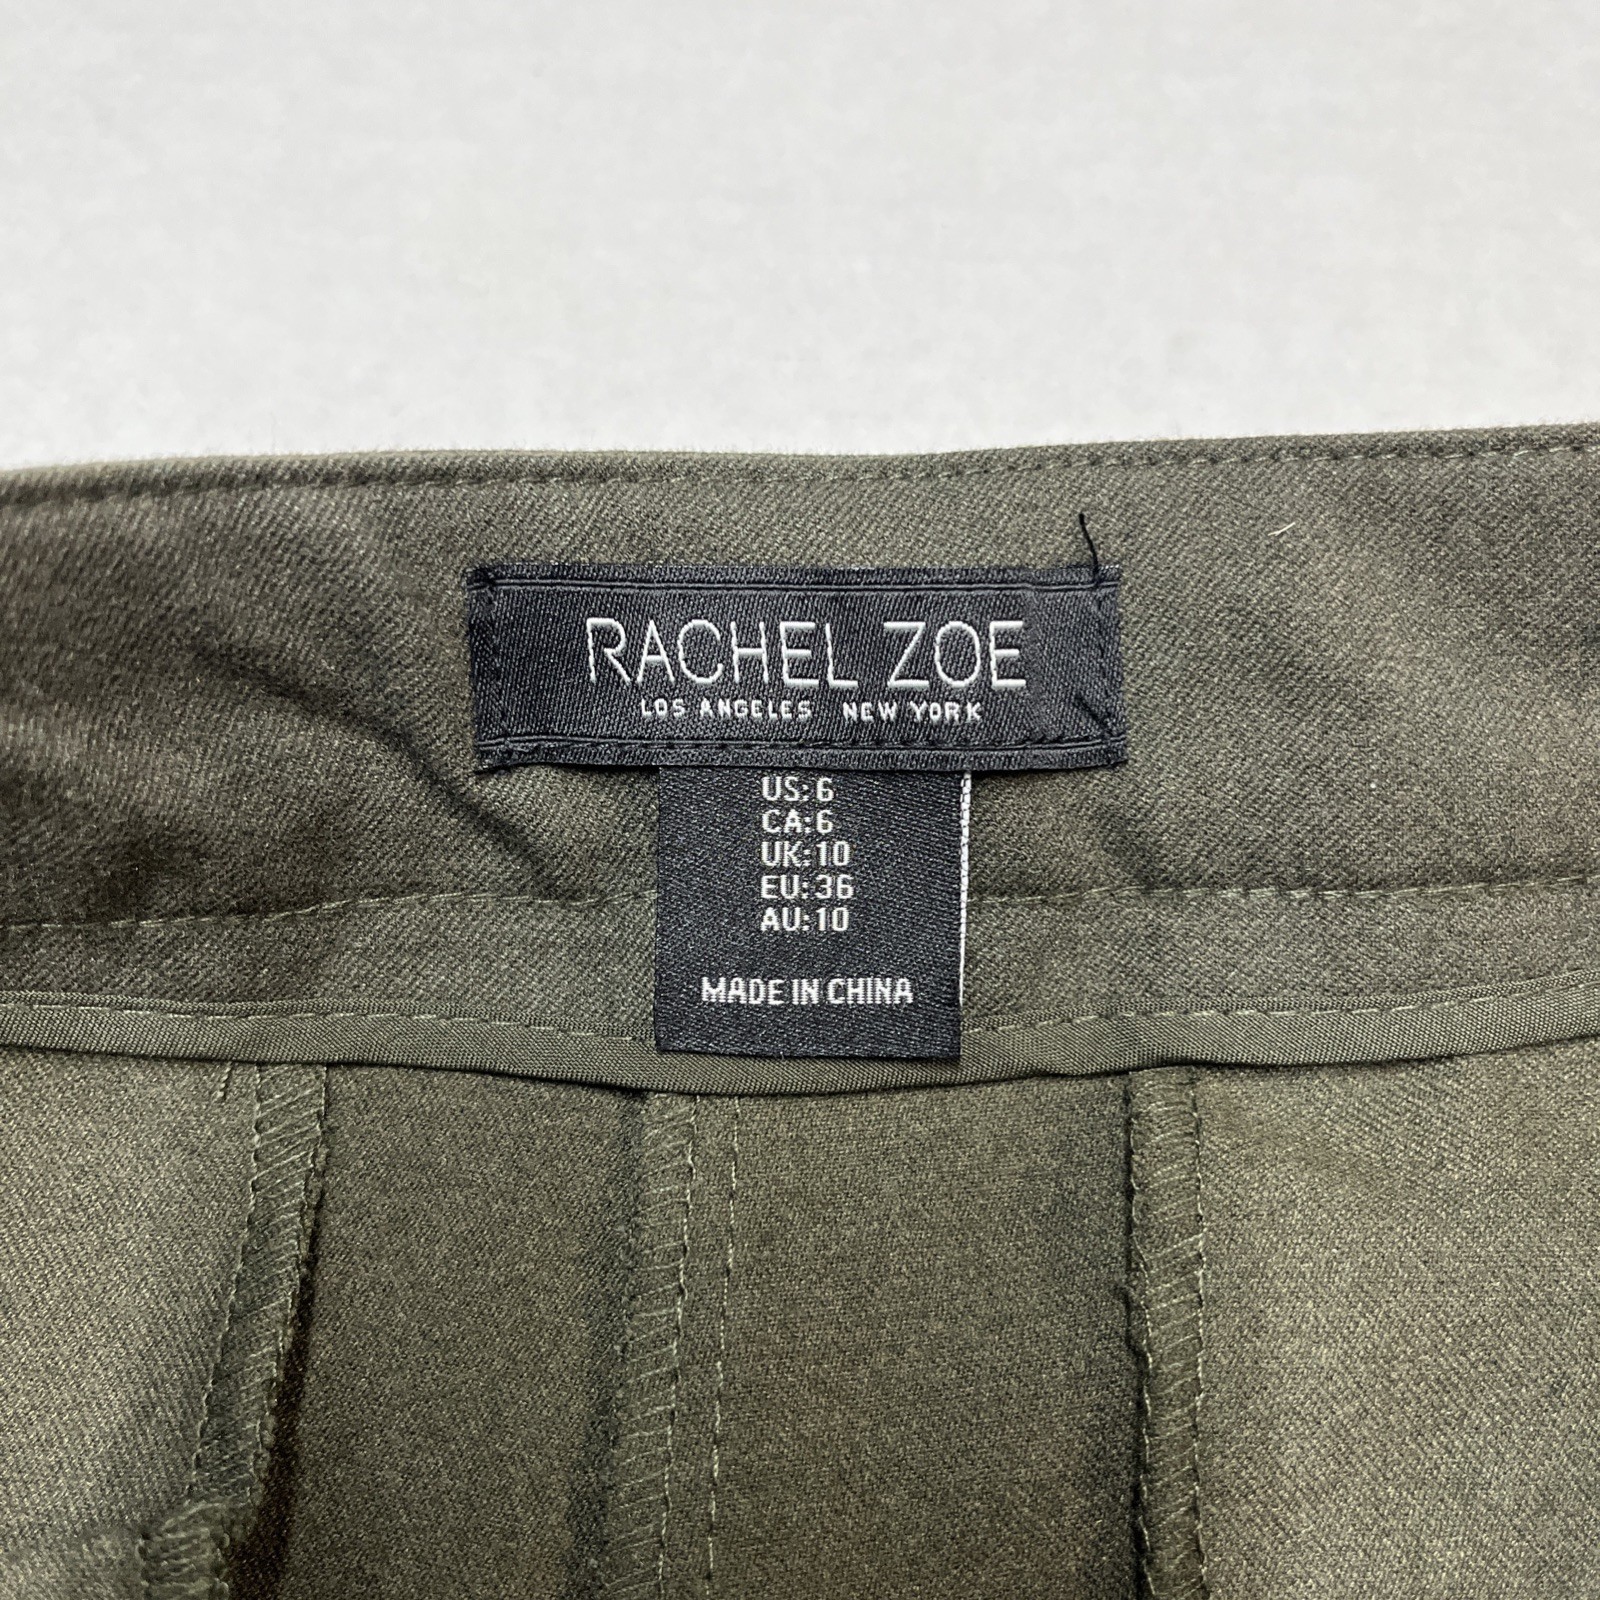 RACHEL ZOE
LOS ANGELES NEW YORK
US: 6
CA: 6
UK: 10
EU: 36
AU: 10
MADE IN CHINA